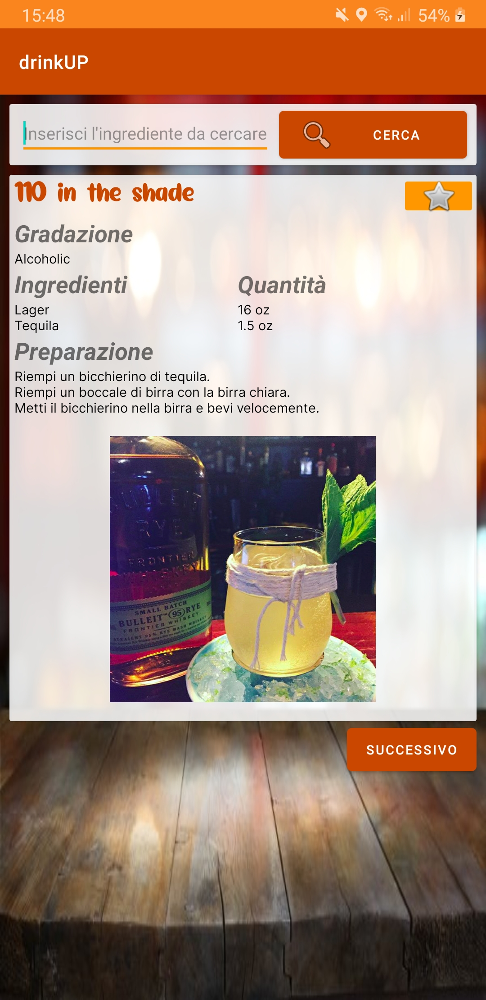 15:48
54%
drinkUP
Inserisci l'ingrediente da cercare
CERCA
110 in the shade
Gradazione
Alcoholic
Ingredienti Quantità
Lager 16 oz
Tequila 1.5 oz
Preparazione
Riempi un bicchierino di tequila.
Riempi un boccale di birra con la birra chiara.
Metti il bicchierino nella birra e bevi velocemente.
BULLEIT
RYE
FRONTIER
WHISKEY
SMALL BATCH
BULLEIT 95 RYE
FRONTIER WHISKEY
STRAIGHT 95% RYE MASH WHISKEY
SUCCESSIVO